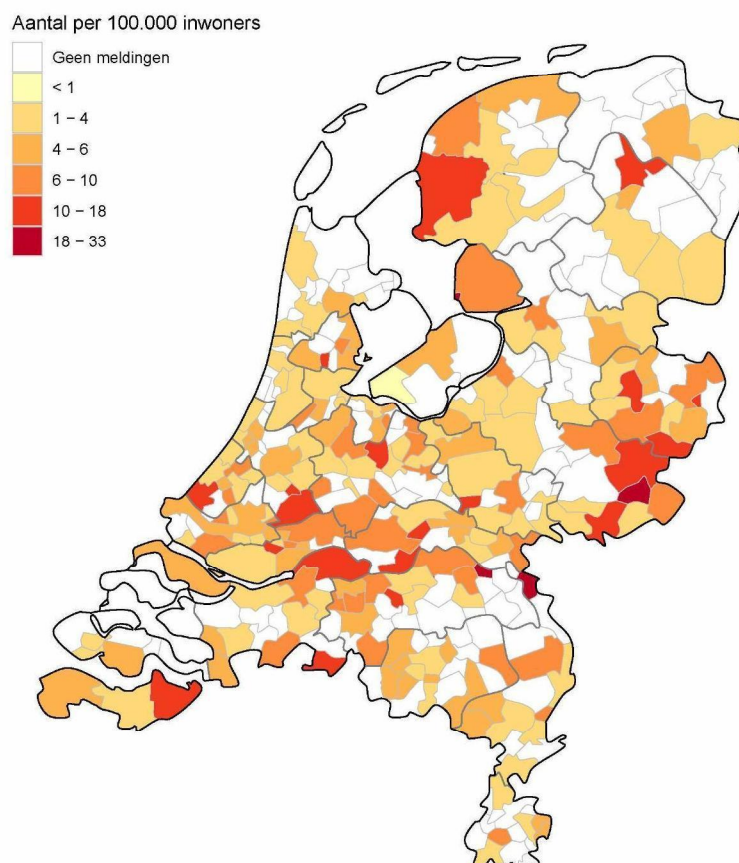 Aantal per 100.000 inwoners
Geen meldingen
< 1
1 – 4
4 – 6
6 – 10
10 – 18
18 – 33